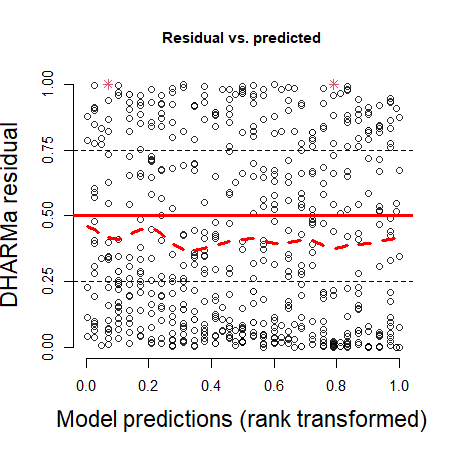 Residual vs. predicted
DHARMa residual
1.00
0.75
0.50
0.25
0.00
0.0 0.2 0.4 0.6 0.8 1.0
Model predictions (rank transformed)